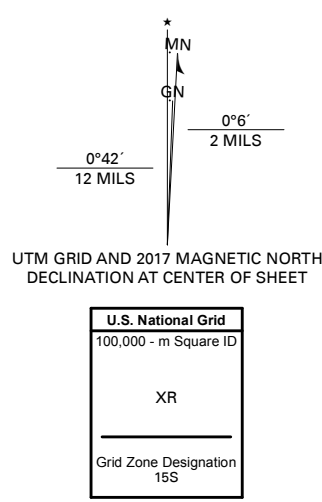 ★
MN
GN
0°6´
2 MILS
0°42´
12 MILS
UTM GRID AND 2017 MAGNETIC NORTH
DECLINATION AT CENTER OF SHEET
U.S. National Grid
100,000 - m Square ID
XR
Grid Zone Designation
15S